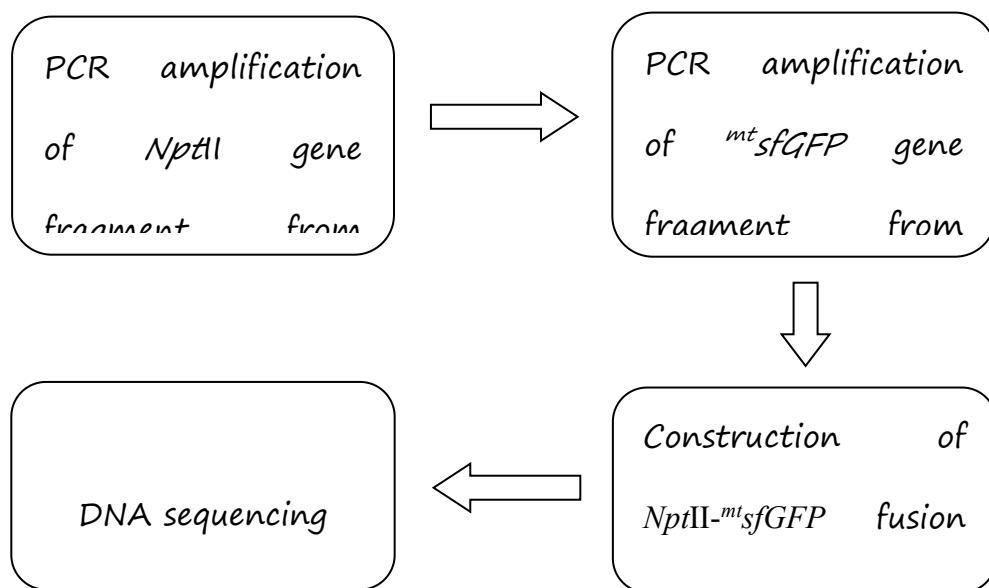 PCR amplification
of NptII gene
fragment from
PCR amplification
of mtsfGFP gene
fragment from
Construction of
NptII-mtsfGFP fusion
DNA sequencing